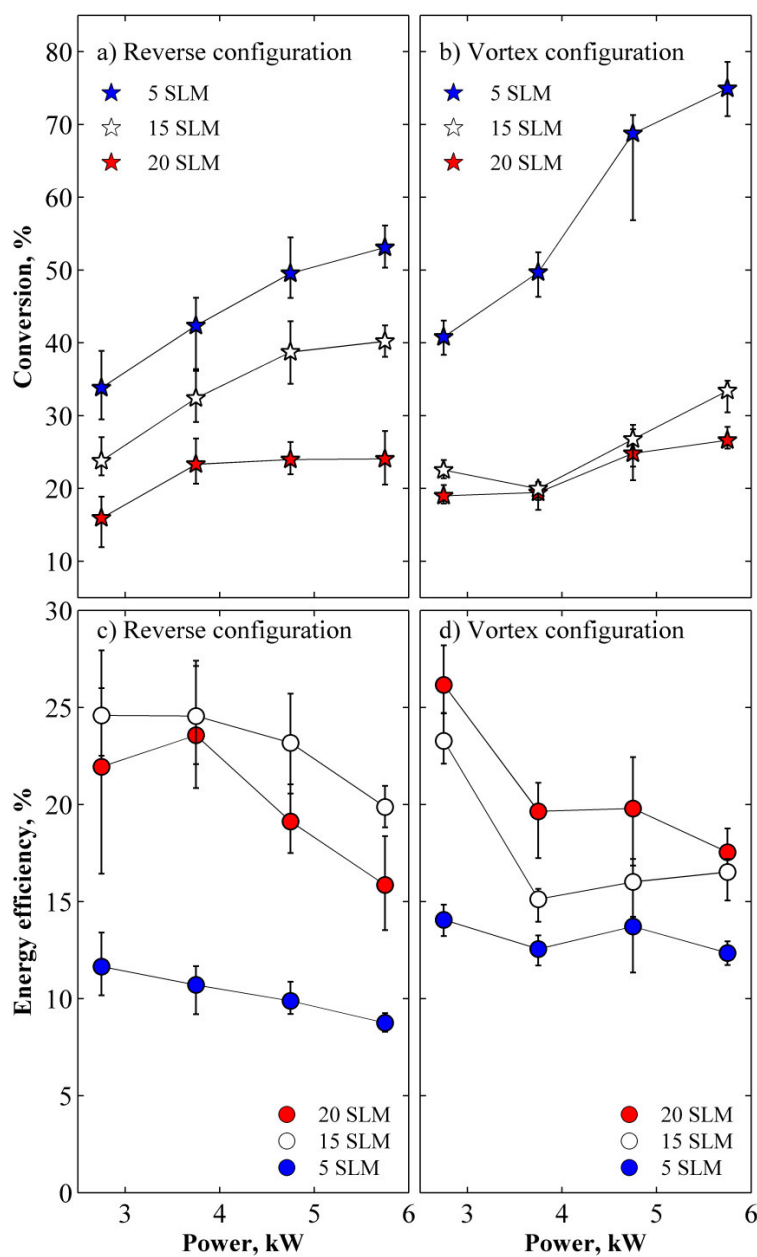 80
70
60
50
40
30
20
10
Conversion, %
a) Reverse configuration
5 SLM
15 SLM
20 SLM
b) Vortex configuration
5 SLM
15 SLM
20 SLM
30
25
20
15
10
5
0
Energy efficiency, %
c) Reverse configuration
20 SLM
15 SLM
5 SLM
d) Vortex configuration
20 SLM
15 SLM
5 SLM
3 4 5 6
3 4 5 6
Power, kW
Power, kW